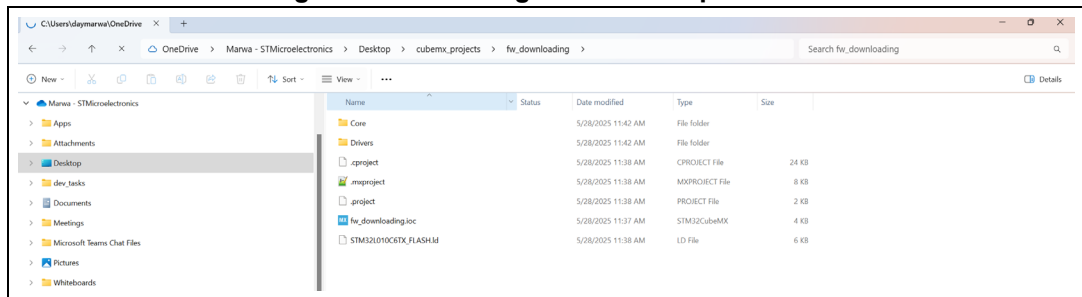 C:\Users\daymarwa\OneDrive
OneDrive > Marwa - STMicroelectronics > Desktop > cubemx_projects > fw_downloading > Search fw_downloading
New Sort View ... Details
Marwa - STMicroelectronics
Apps
Attachments
Desktop
dev_tasks
Documents
Meetings
Microsoft Teams Chat Files
Pictures
Whiteboards
Name Status Date modified Type Size
Core 5/28/2025 11:42 AM File folder
Drivers 5/28/2025 11:42 AM File folder
.cproject 5/28/2025 11:38 AM CPROJECT File 24 KB
.mxproject 5/28/2025 11:38 AM MXPROJECT File 8 KB
.project 5/28/2025 11:38 AM PROJECT File 2 KB
MX fw_downloading.ioc 5/28/2025 11:37 AM STM32CubeMX 4 KB
STM32L010C6TX_FLASH.ld 5/28/2025 11:38 AM LD File 6 KB